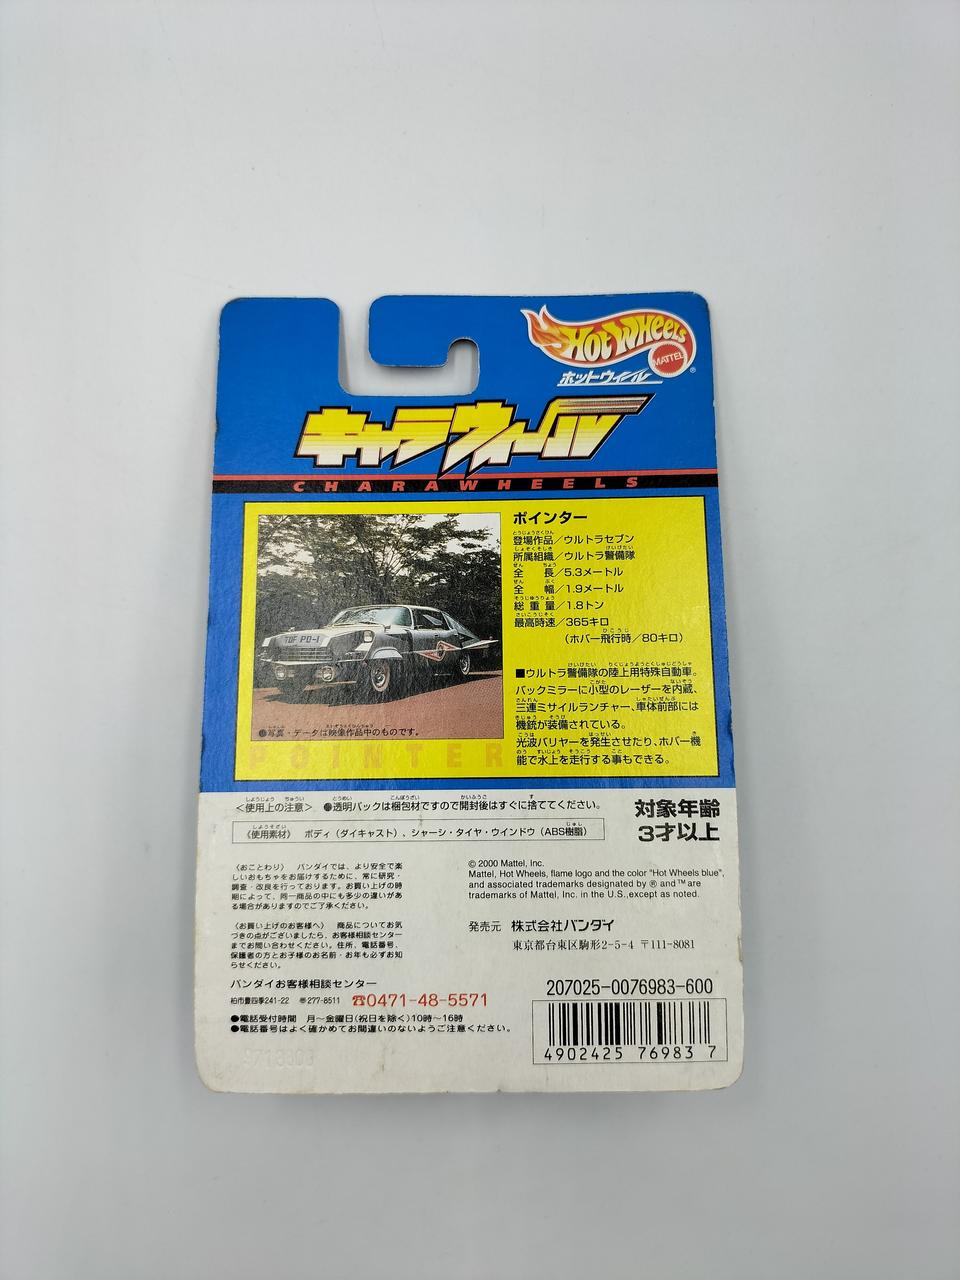 Hot Wheels
MATTEL
®
ホットウィール
キャラウィール
CHARAWHEELS
TDF PO-1
●写真・データは映像作品中のものです。
POINTER
ポインター
登場作品／ウルトラセブン
所属組織／ウルトラ警備隊
全長／5.3メートル
全幅／1.9メートル
総重量／1.8トン
最高時速／365キロ
(ホバー飛行時／80キロ)
■ウルトラ警備隊の陸上用特殊自動車。
バックミラーに小型のレーザーを内蔵、
三連ミサイルランチャー、車体前部には
機銃が装備されている。
光波バリヤーを発生させたり、ホバー機
能で水上を走行する事もできる。
＜使用上の注意＞ ●透明パックは梱包材ですので開封後はすぐに捨ててください。
《使用素材》 ボディ（ダイキャスト）、シャーシ・タイヤ・ウインドウ（ABS樹脂）
対象年齢
3才以上
〈おことわり〉 バンダイでは、より安全で楽
しいおもちゃをお届けするために、常に研究・
調査・改良を行っております。お買い上げの時
期によって、同一商品の中にも多少の違いがあ
る場合がありますのでご了承ください。
〈お買い上げのお客様へ〉 商品についてお気
づきの点がございましたら、お客様相談センター
までお問い合わせください。住所、電話番号、
保護者の方とお子様のお名前・お年も必ずお知
らせください。
バンダイお客様相談センター
柏市豊四季241-22 〒277-8511 ☎0471-48-5571
●電話受付時間 月〜金曜日(祝日を除く)10時〜16時
●電話番号はよく確かめてお間違いのないようご注意ください。
© 2000 Mattel, Inc.
Mattel, Hot Wheels, flame logo and the color "Hot Wheels blue",
and associated trademarks designated by ® and ™ are
trademarks of Mattel, Inc. in the U.S.,except as noted.
発売元 株式会社バンダイ
東京都台東区駒形2-5-4 〒111-8081
207025-0076983-600
4902425 76983 7